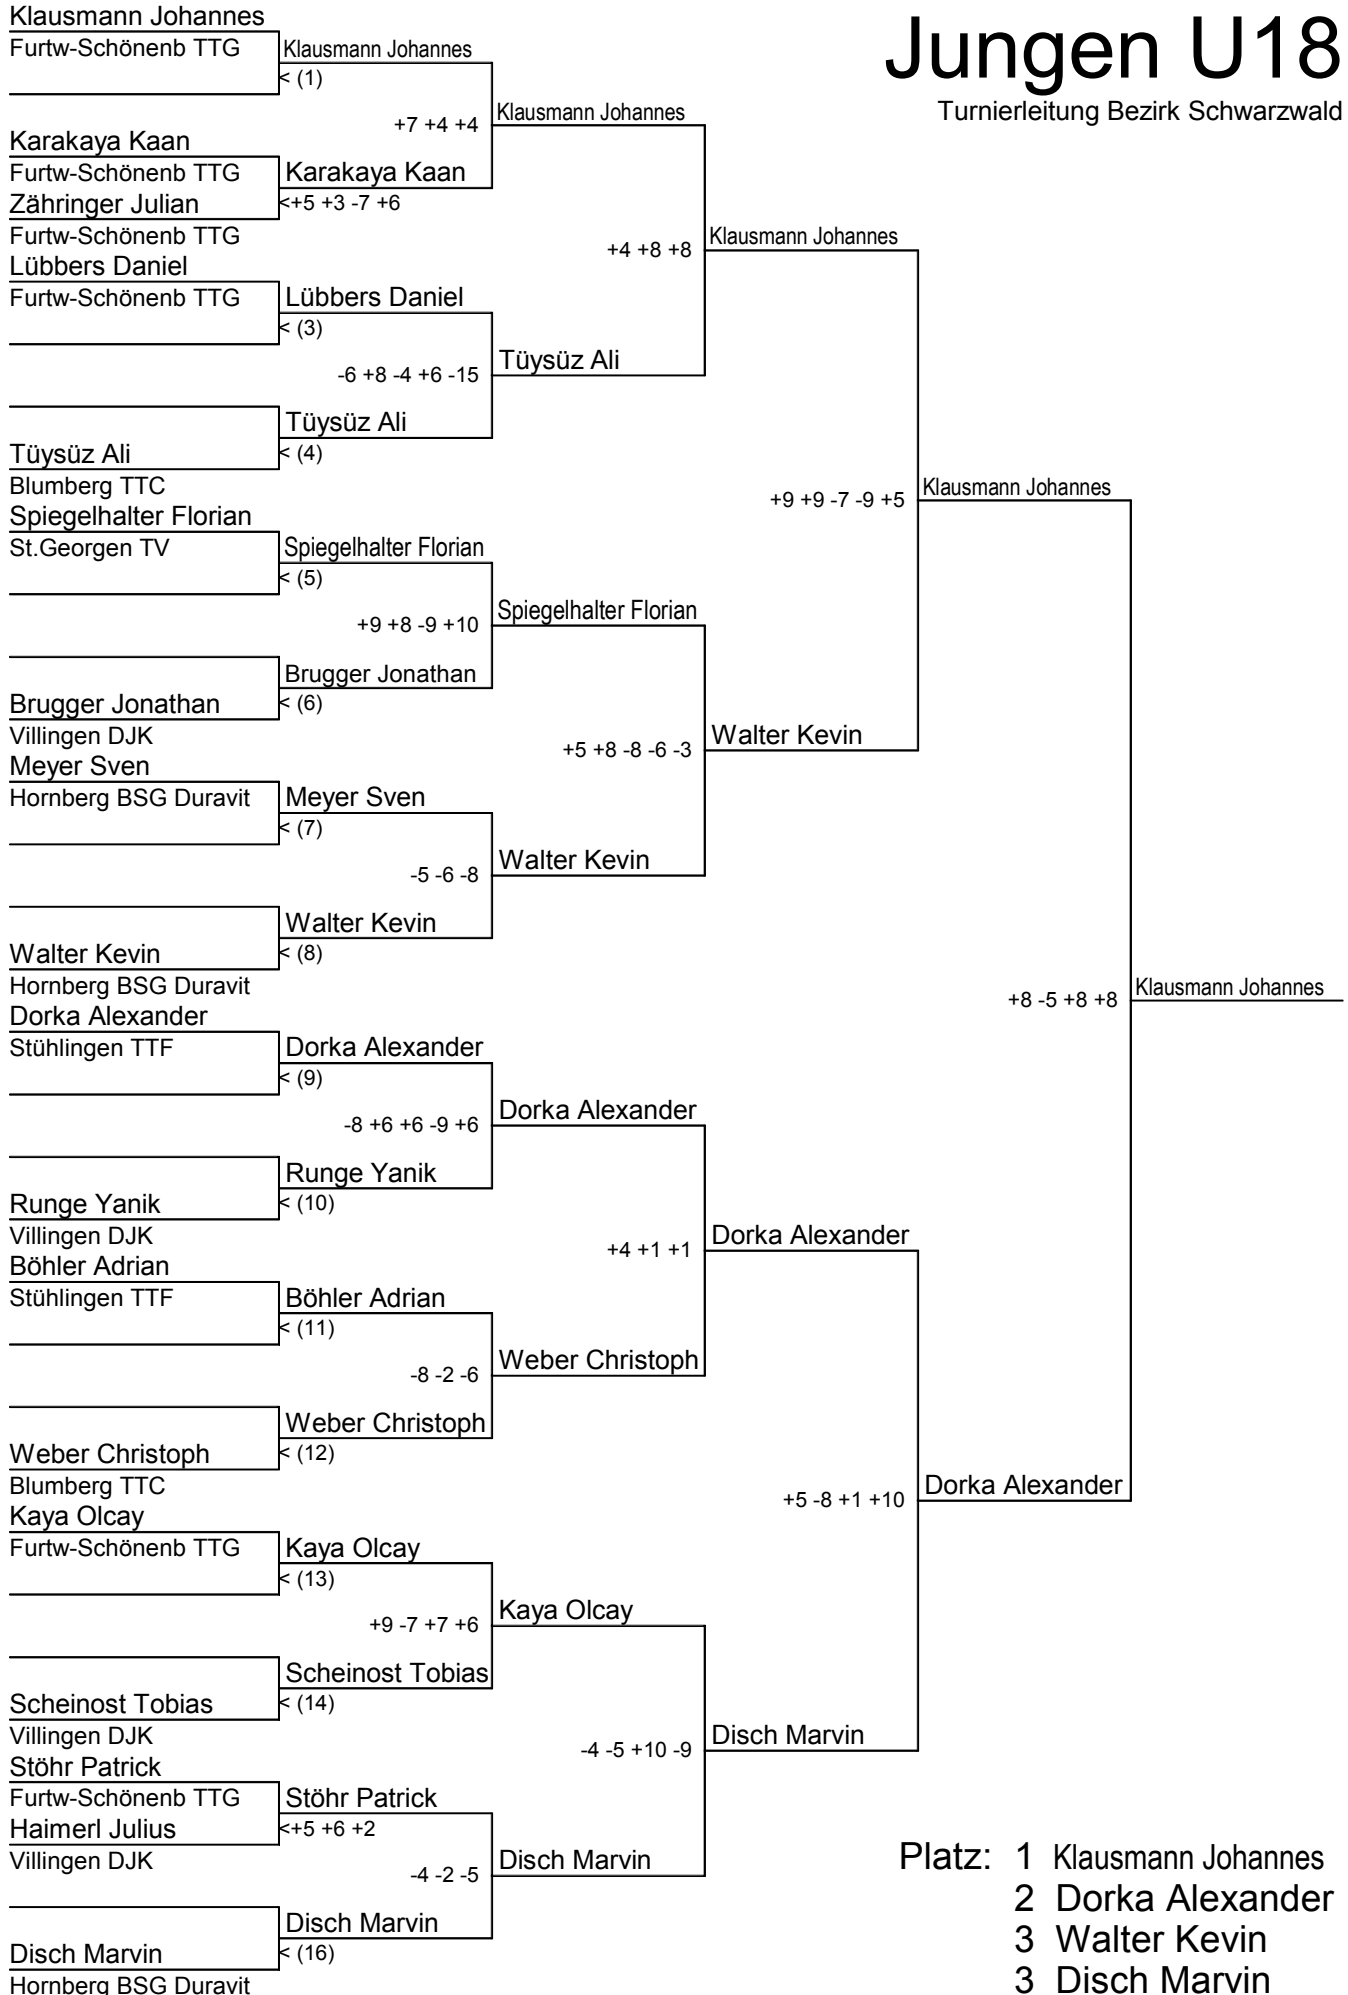 Jungen U18
Turnierleitung Bezirk Schwarzwald
Klausmann Johannes
Furtw-Schönenb TTG
Karakaya Kaan
Furtw-Schönenb TTG
Zähringer Julian
Furtw-Schönenb TTG
Lübbers Daniel
Furtw-Schönenb TTG
Tüysüz Ali
Blumberg TTC
Spiegelhalter Florian
St.Georgen TV
Brugger Jonathan
Villingen DJK
Meyer Sven
Hornberg BSG Duravit
Walter Kevin
Hornberg BSG Duravit
Dorka Alexander
Stühlingen TTF
Runge Yanik
Villingen DJK
Böhler Adrian
Stühlingen TTF
Weber Christoph
Blumberg TTC
Kaya Olcay
Furtw-Schönenb TTG
Scheinost Tobias
Villingen DJK
Stöhr Patrick
Furtw-Schönenb TTG
Haimerl Julius
Villingen DJK
Disch Marvin
Hornberg BSG Duravit
Klausmann Johannes
< (1)
Karakaya Kaan
<+5 +3 -7 +6
Lübbers Daniel
< (3)
Tüysüz Ali
< (4)
Spiegelhalter Florian
< (5)
Brugger Jonathan
< (6)
Meyer Sven
< (7)
Walter Kevin
< (8)
Dorka Alexander
< (9)
Runge Yanik
< (10)
Böhler Adrian
< (11)
Weber Christoph
< (12)
Kaya Olcay
< (13)
Scheinost Tobias
< (14)
Stöhr Patrick
<+5 +6 +2
Disch Marvin
< (16)
Klausmann Johannes
+7 +4 +4
Tüysüz Ali
-6 +8 -4 +6 -15
Spiegelhalter Florian
+9 +8 -9 +10
Walter Kevin
-5 -6 -8
Dorka Alexander
-8 +6 +6 -9 +6
Weber Christoph
-8 -2 -6
Kaya Olcay
+9 -7 +7 +6
Disch Marvin
-4 -2 -5
Klausmann Johannes
+4 +8 +8
Walter Kevin
+5 +8 -8 -6 -3
Dorka Alexander
+4 +1 +1
Disch Marvin
-4 -5 +10 -9
Klausmann Johannes
+9 +9 -7 -9 +5
Dorka Alexander
+5 -8 +1 +10
Klausmann Johannes
+8 -5 +8 +8
Platz: 1 Klausmann Johannes
2 Dorka Alexander
3 Walter Kevin
3 Disch Marvin